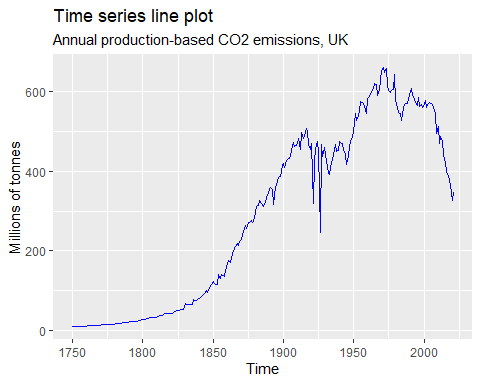 Time series line plot
Annual production-based CO2 emissions, UK
Millions of tonnes
600
400
200
0
1750
1800
1850
1900
1950
2000
Time